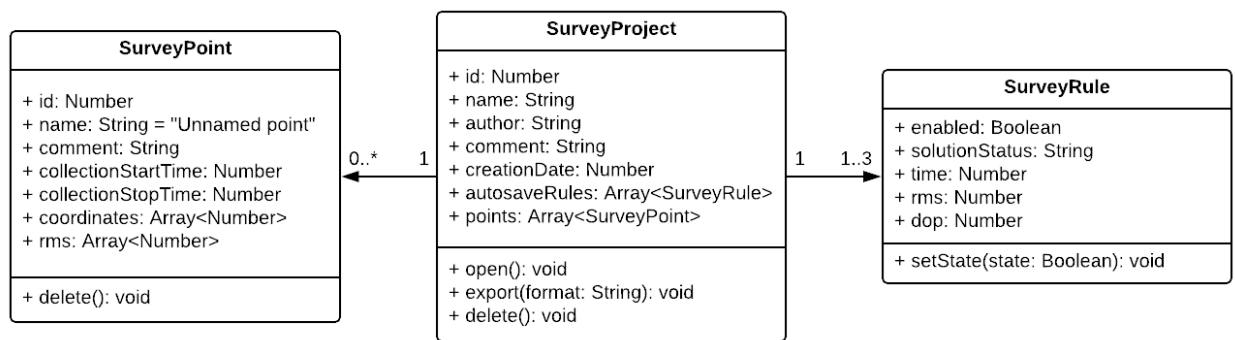 SurveyPoint
+ id: Number
+ name: String = "Unnamed point"
+ comment: String
+ collectionStartTime: Number
+ collectionStopTime: Number
+ coordinates: Array<Number>
+ rms: Array<Number>
+ delete(): void
0..*
1
SurveyProject
+ id: Number
+ name: String
+ author: String
+ comment: String
+ creationDate: Number
+ autosaveRules: Array<SurveyRule>
+ points: Array<SurveyPoint>
+ open(): void
+ export(format: String): void
+ delete(): void
1
1..3
SurveyRule
+ enabled: Boolean
+ solutionStatus: String
+ time: Number
+ rms: Number
+ dop: Number
+ setState(state: Boolean): void